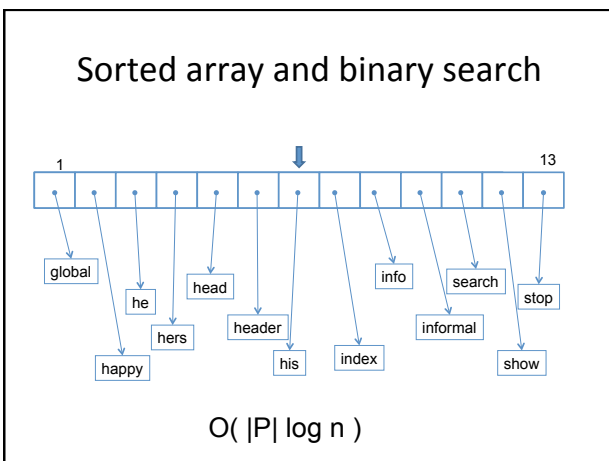 Sorted array and binary search
1
13
global
happy
he
hers
head
header
his
index
info
informal
search
show
stop
O( |P| log n )